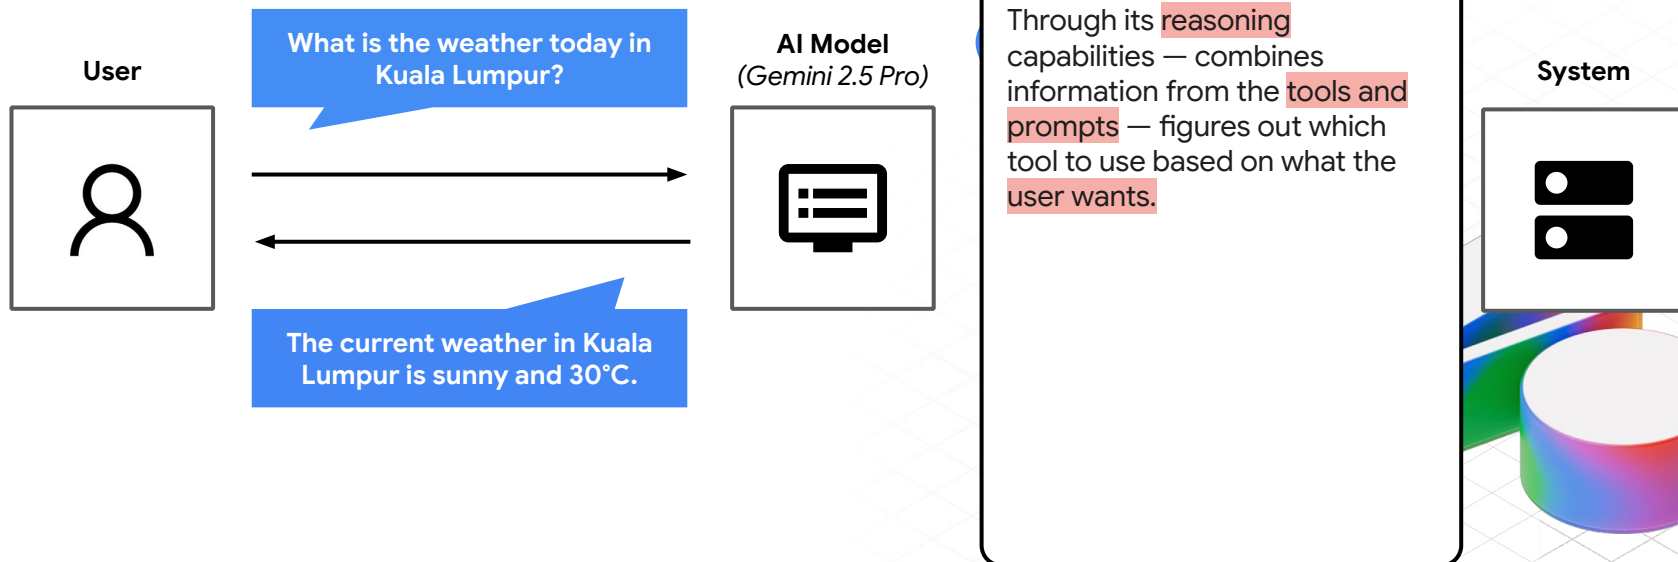 User
What is the weather today in
Kuala Lumpur?
AI Model
(Gemini 2.5 Pro)
Through its reasoning
capabilities — combines
information from the tools and
prompts — figures out which
tool to use based on what the
user wants.
System
The current weather in Kuala
Lumpur is sunny and 30°C.